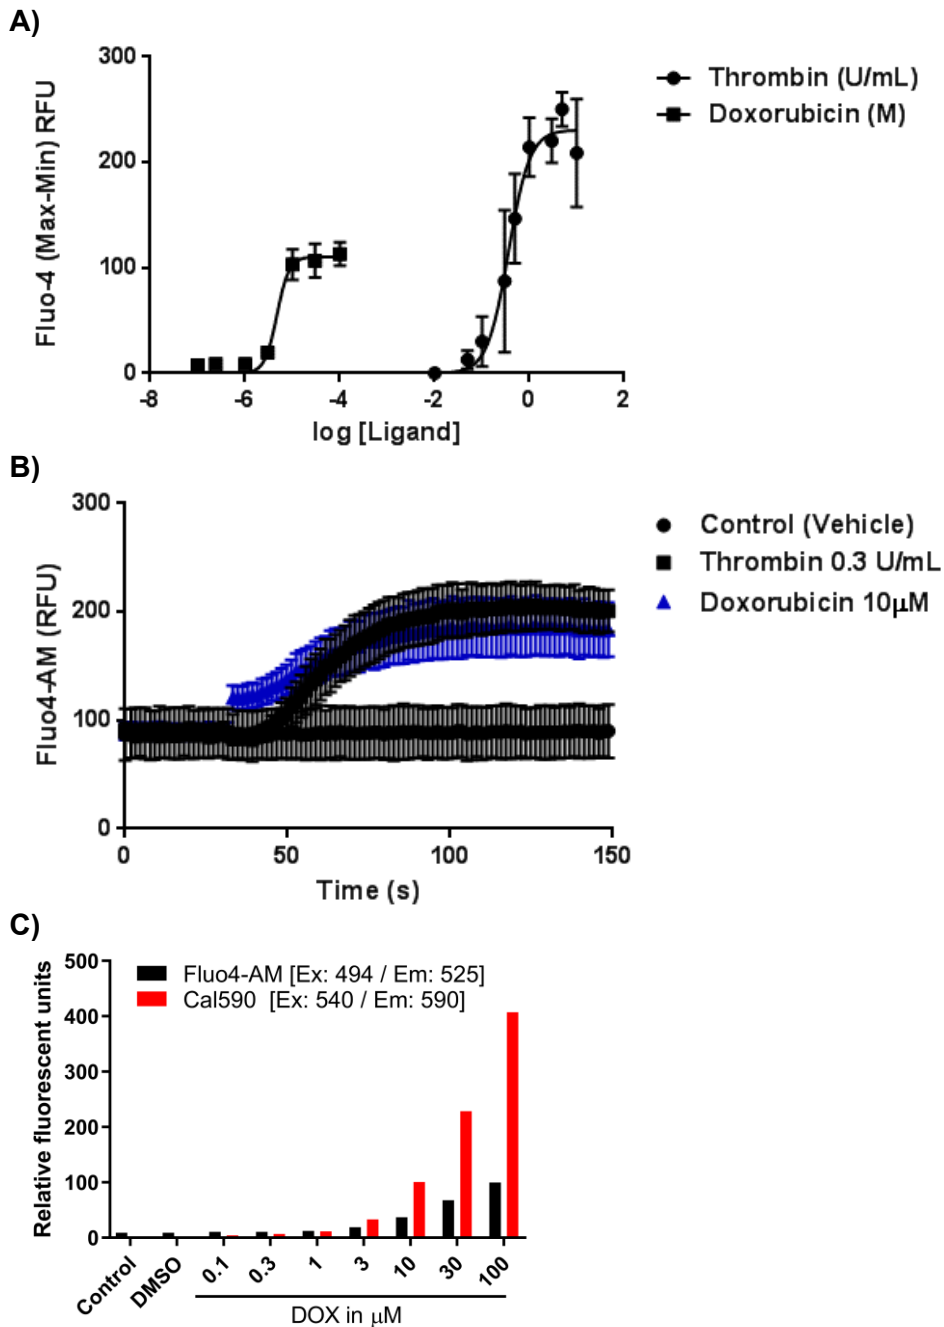 A)
300
200
100
0
Fluo-4 (Max-Min) RFU
-8
-6
-4
-2
0
2
log [Ligand]
Thrombin (U/mL)
Doxorubicin (M)
B)
300
200
100
0
Fluo4-AM (RFU)
0
50
100
150
Time (s)
Control (Vehicle)
Thrombin 0.3 U/mL
Doxorubicin 10μM
C)
500
400
300
200
100
0
Relative fluorescent units
Fluo4-AM [Ex: 494 / Em: 525]
Cal590 [Ex: 540 / Em: 590]
Control
DMSO
0.1
0.3
1
3
10
30
100
DOX in μM